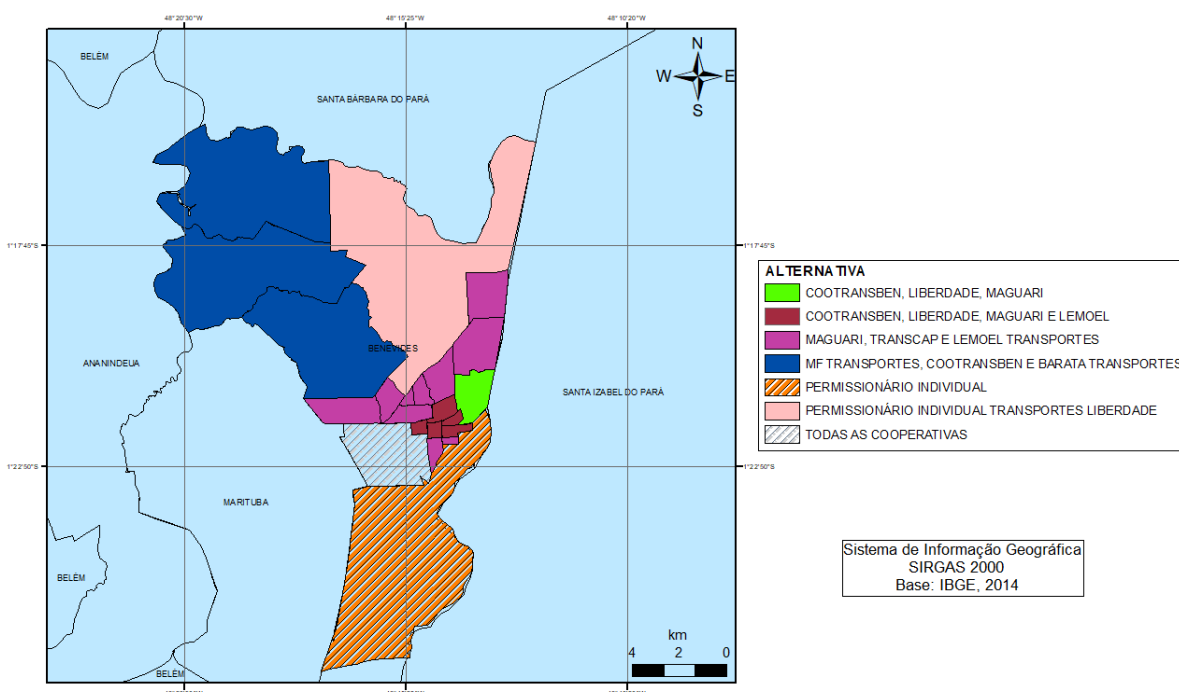 48° 20'30"W
48° 15'25"W
48° 10'20"W
BELÉM
N
W
E
S
SANTA BÁRBARA DO PARÁ
1°17'45"S
1°17'45"S
ALTERNATIVA
COOTRANSBEN, LIBERDADE, MAGUARI
COOTRANSBEN, LIBERDADE, MAGUARI E LEMOEL
MAGUARI, TRANSCAP E LEMOEL TRANSPORTES
MF TRANSPORTES, COOTRANSBEN E BARATA TRANSPORTES
PERMISSIONÁRIO INDIVIDUAL
PERMISSIONÁRIO INDIVIDUAL TRANSPORTES LIBERDADE
TODAS AS COOPERATIVAS
BENEVIDES
ANANINDEUA
SANTA IZABEL DO PARÁ
1°22'50"S
1°22'50"S
MARITUBA
Sistema de Informação Geográfica
SIRGAS 2000
Base: IBGE, 2014
BELÉM
km
4 2 0
BELÉM